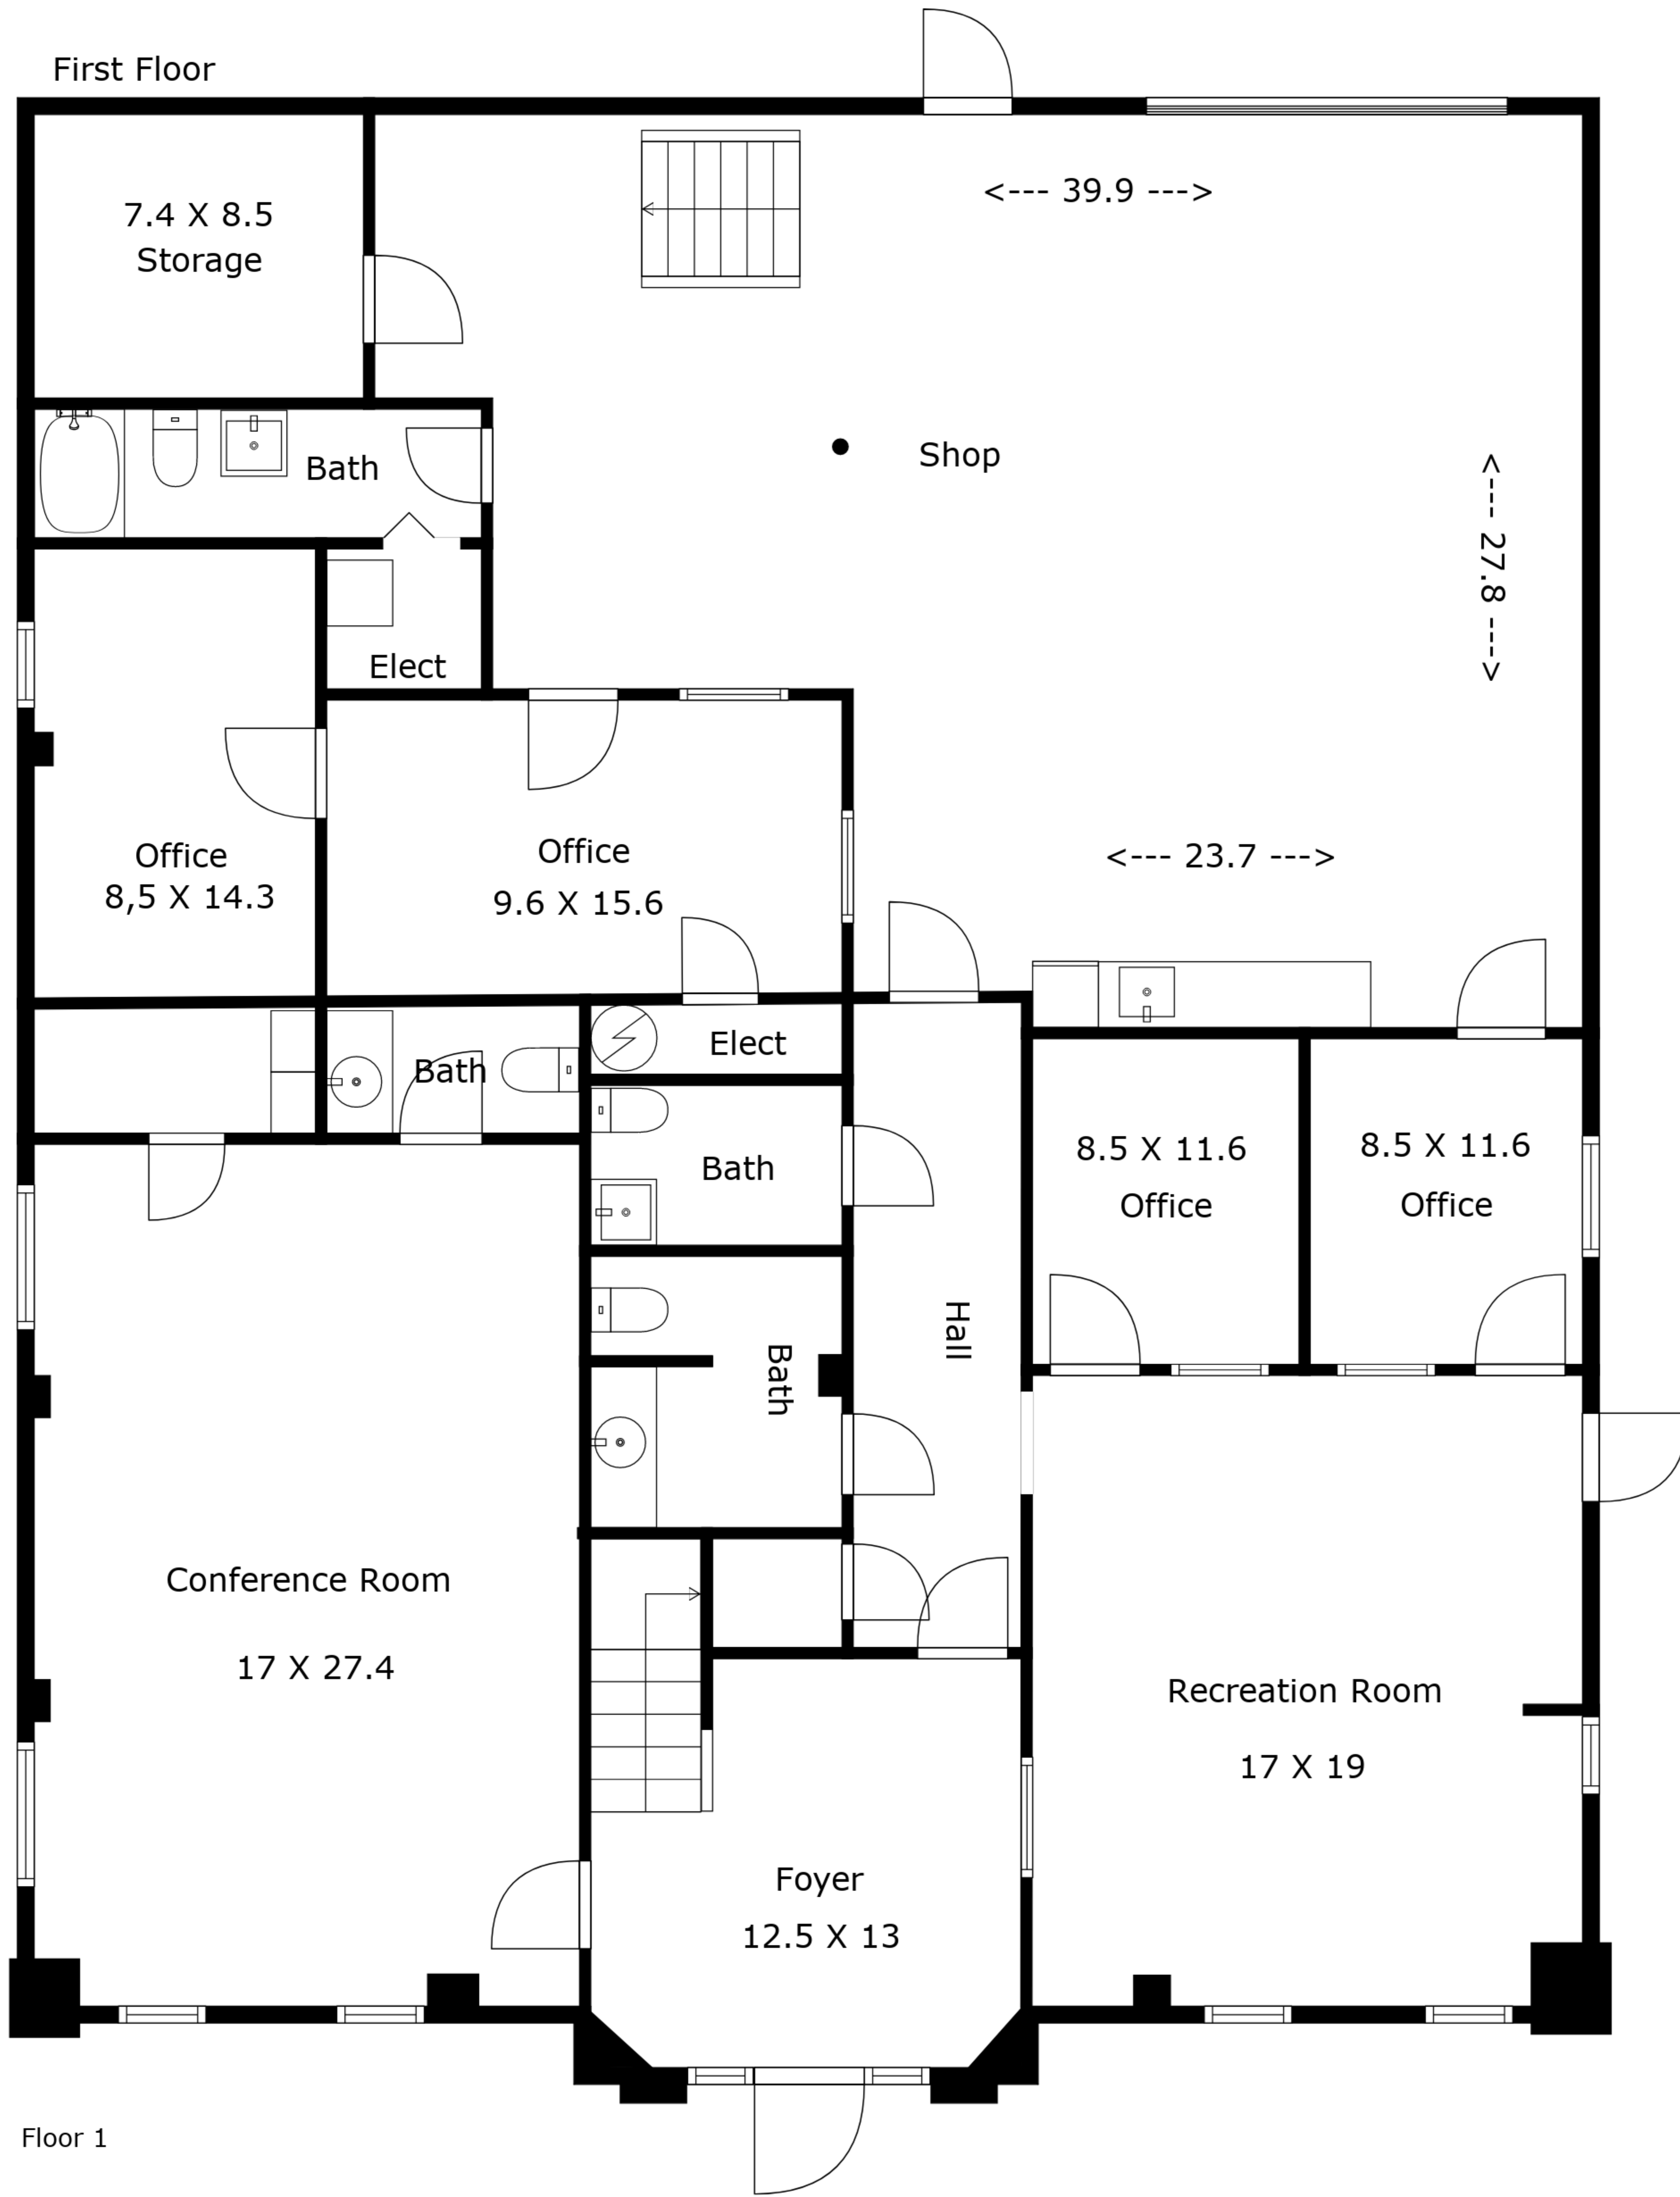 First Floor
<--- 39.9 --->
7.4 X 8.5
Storage
Bath
Shop
<--- 27.8 --->
Elect
Office
8,5 X 14.3
Office
9.6 X 15.6
<--- 23.7 --->
Bath
Elect
Bath
8.5 X 11.6
Office
8.5 X 11.6
Office
Hall
Bath
Conference Room
17 X 27.4
Recreation Room
17 X 19
Foyer
12.5 X 13
Floor 1